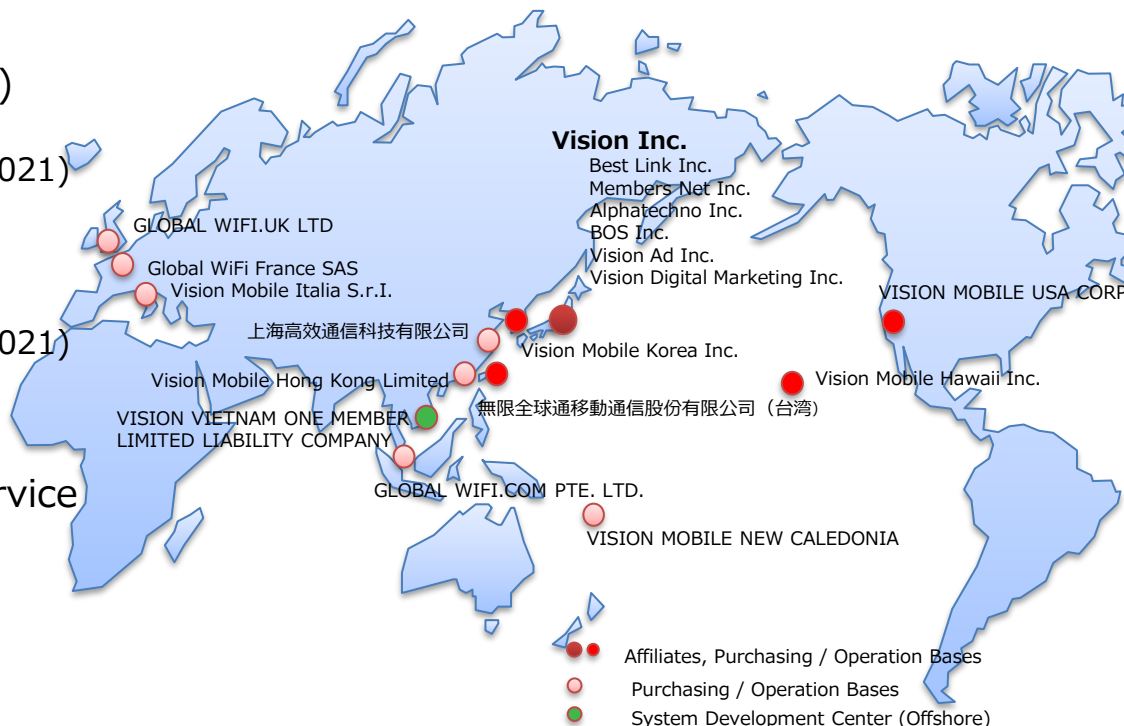 )
021)
021)
rvice
Vision Inc.
Best Link Inc.
Members Net Inc.
Alphatechno Inc.
BOS Inc.
Vision Ad Inc.
Vision Digital Marketing Inc.
GLOBAL WIFI.UK LTD
Global WiFi France SAS
Vision Mobile Italia S.r.I.
VISION MOBILE USA CORP
上海高效通信科技有限公司
Vision Mobile Korea Inc.
Vision Mobile Hong Kong Limited
Vision Mobile Hawaii Inc.
無限全球通移動通信股份有限公司（台湾）
VISION VIETNAM ONE MEMBER
LIMITED LIABILITY COMPANY
GLOBAL WIFI.COM PTE. LTD.
VISION MOBILE NEW CALEDONIA
Affiliates, Purchasing / Operation Bases
Purchasing / Operation Bases
System Development Center (Offshore)